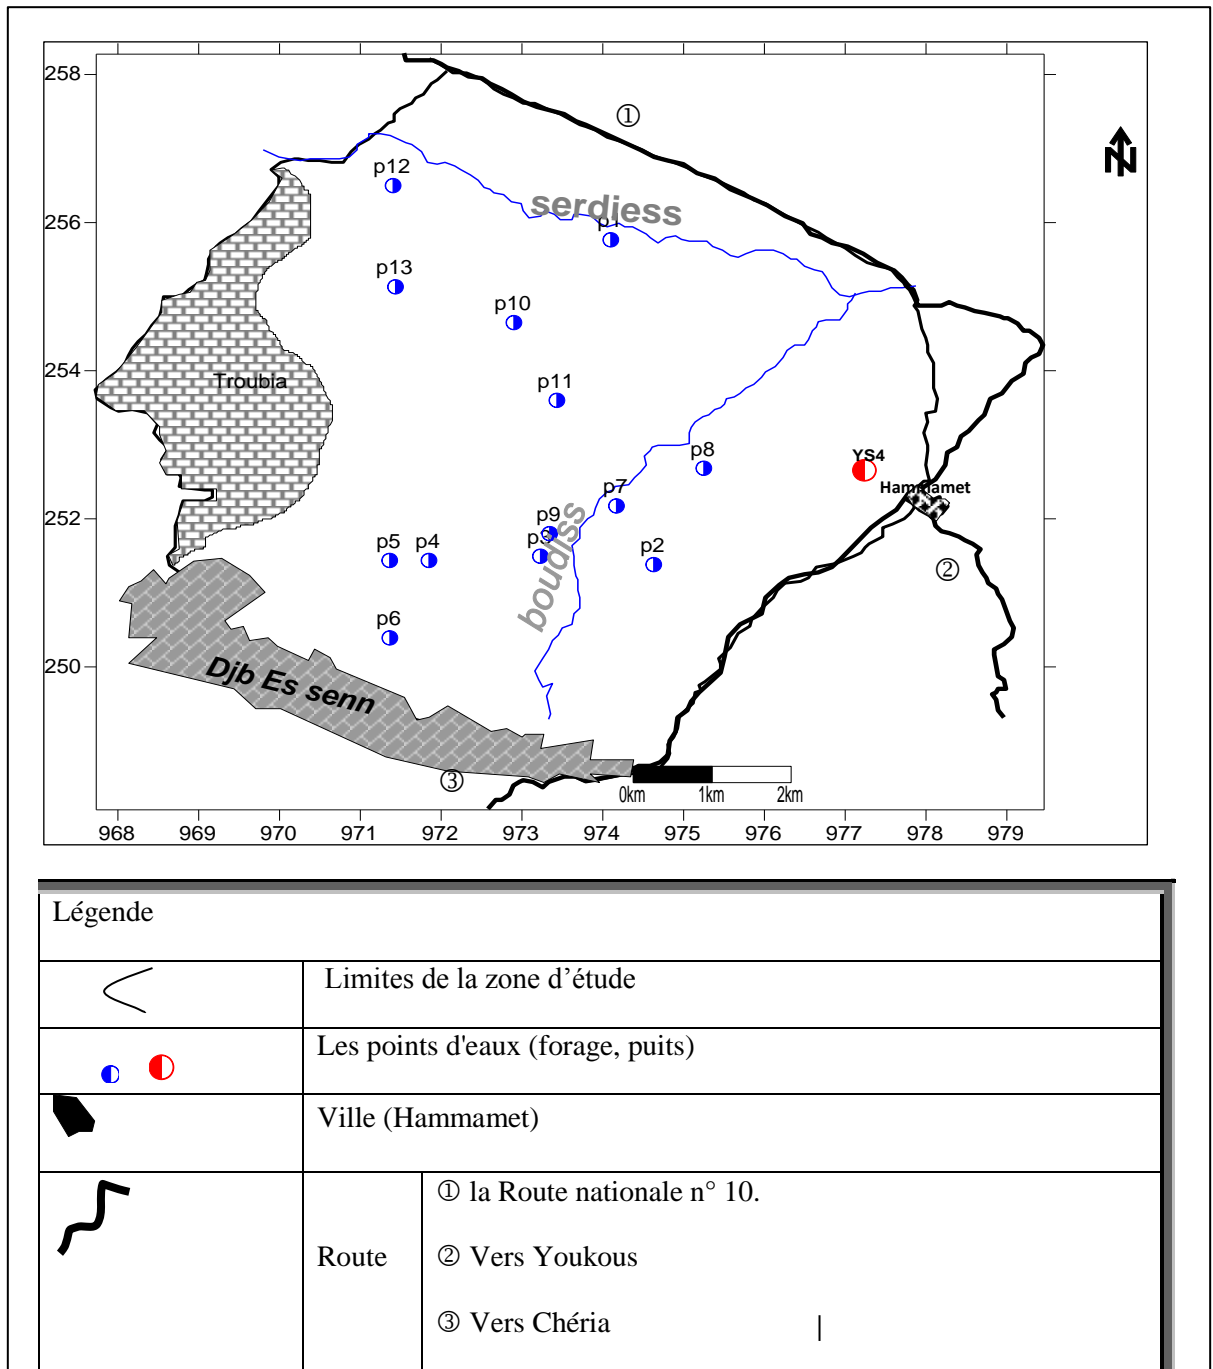 258
①
N
p12
256
serdiess
p1
p13
p10
254
Troubia
p11
p8
YS4
Hammamet
p7
252
p9
p3
boudiss
p5
p4
p2
②
p6
250
Djb Es senn
③
0km
1km
2km
968
969
970
971
972
973
974
975
976
977
978
979
Légende
Limites de la zone d’étude
Les points d'eaux (forage, puits)
Ville (Hammamet)
Route
① la Route nationale n° 10.
② Vers Youkous
③ Vers Chéria